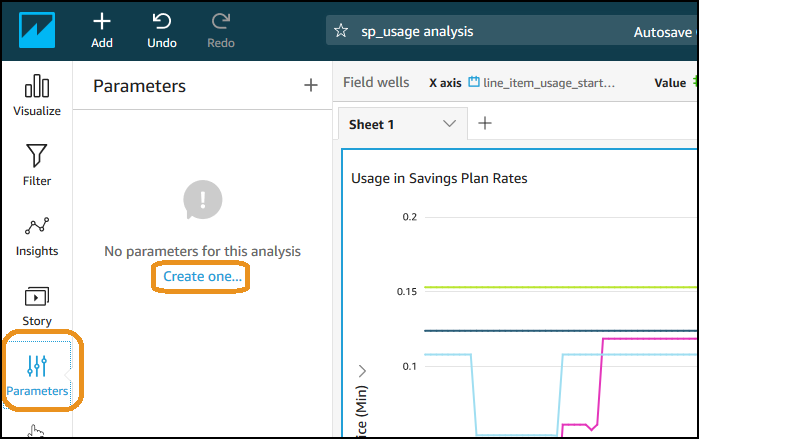 Add
Undo
Redo
sp_usage analysis
Autosave
Visualize
Filter
Insights
Story
Parameters
Parameters
No parameters for this analysis
Create one...
Field wells
X axis
line_item_usage_start...
Value
Sheet 1
Usage in Savings Plan Rates
0.2
0.15
0.1
ice (Min)